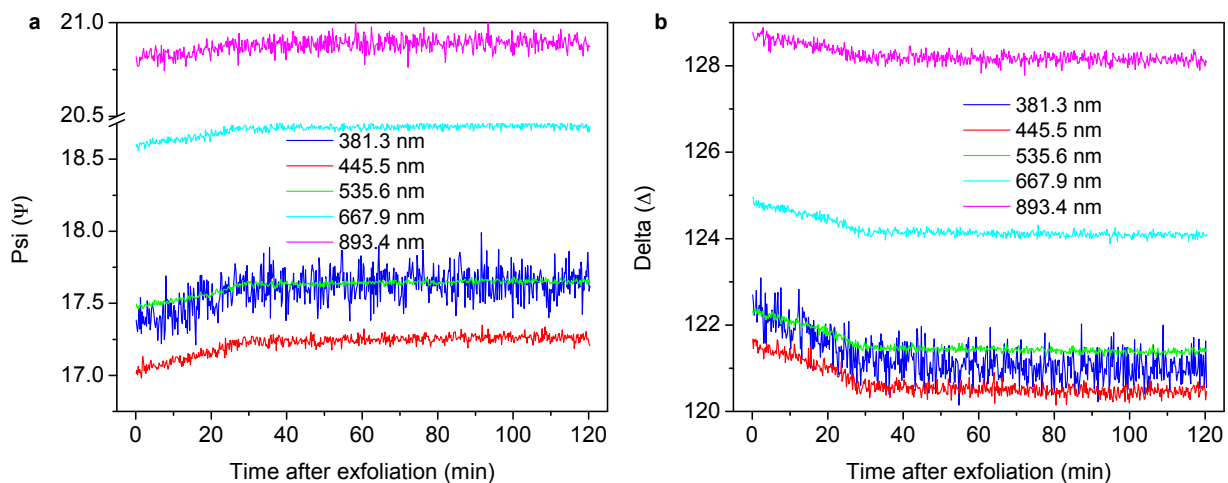 a
21.0
20.5
18.5
18.0
17.5
17.0
Psi (Ψ)
381.3 nm
445.5 nm
535.6 nm
667.9 nm
893.4 nm
0 20 40 60 80 100 120
Time after exfoliation (min)
b
128
126
124
122
120
Delta (Δ)
381.3 nm
445.5 nm
535.6 nm
667.9 nm
893.4 nm
0 20 40 60 80 100 120
Time after exfoliation (min)